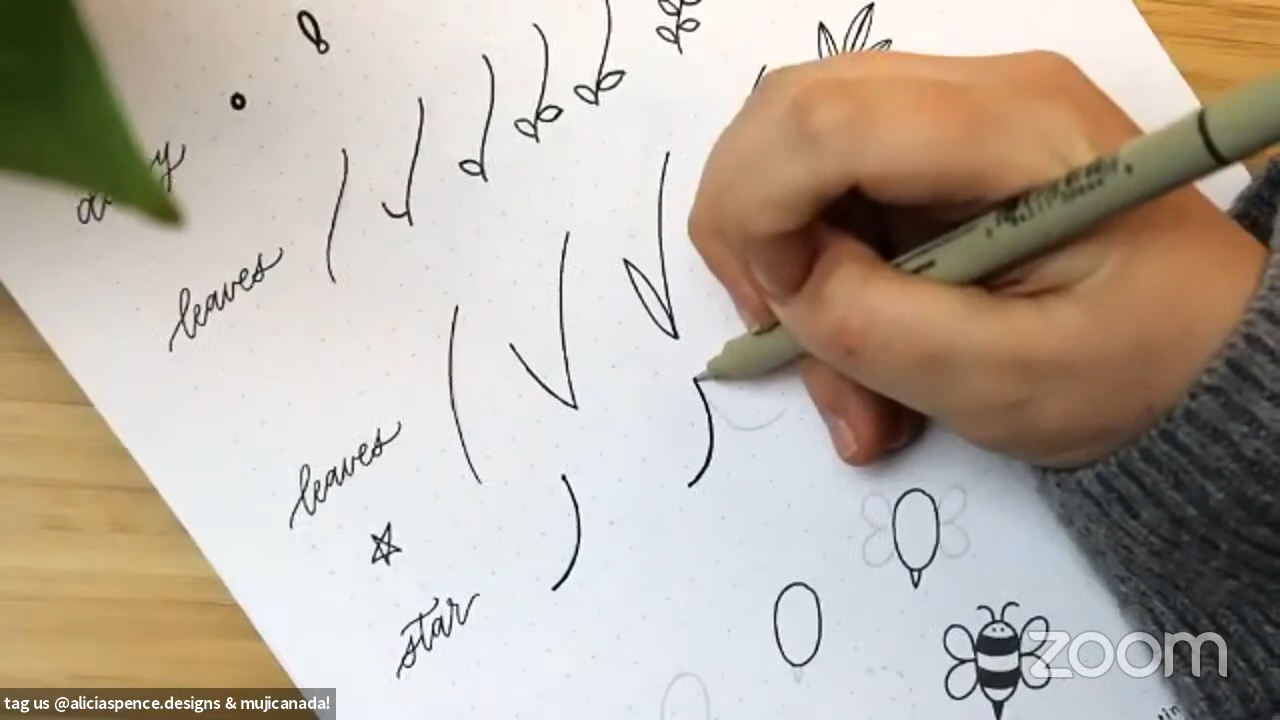 leaves
leaves
star
zoom
tag us @aliciaspence.designs & mujicanada!